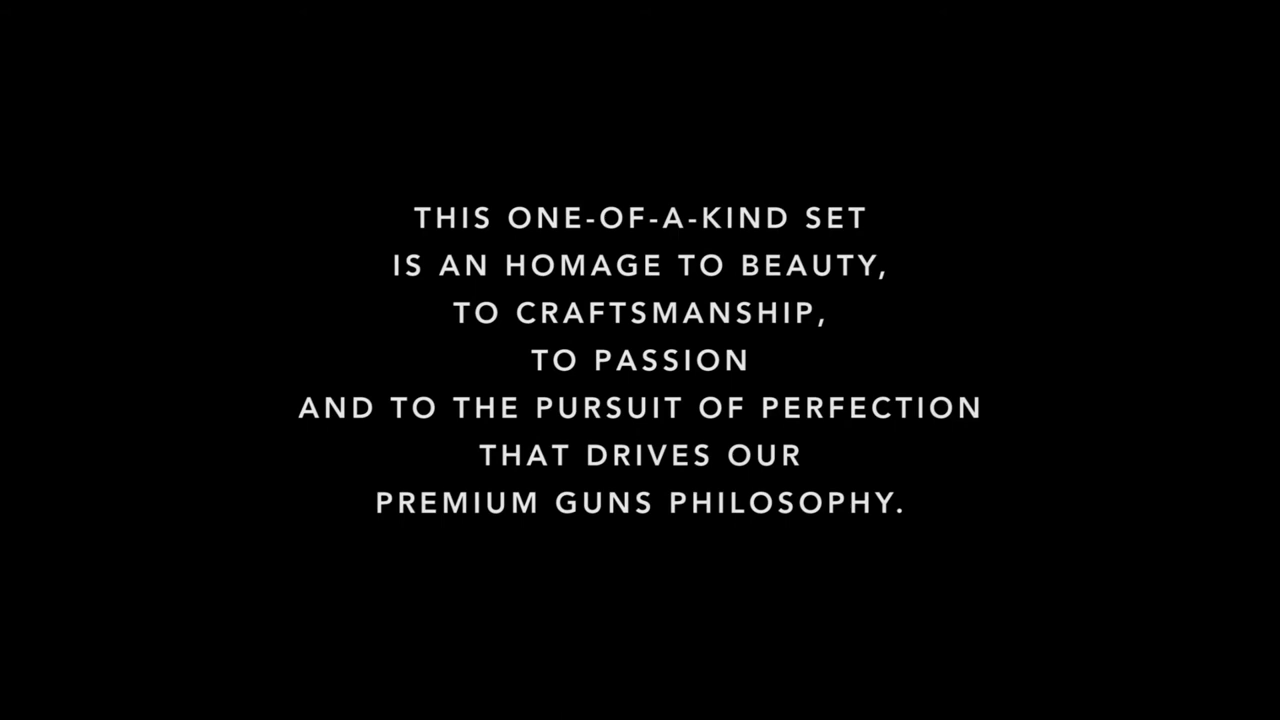 THIS ONE-OF-A-KIND SET
IS AN HOMAGE TO BEAUTY,
TO CRAFTSMANSHIP,
TO PASSION
AND TO THE PURSUIT OF PERFECTION
THAT DRIVES OUR
PREMIUM GUNS PHILOSOPHY.